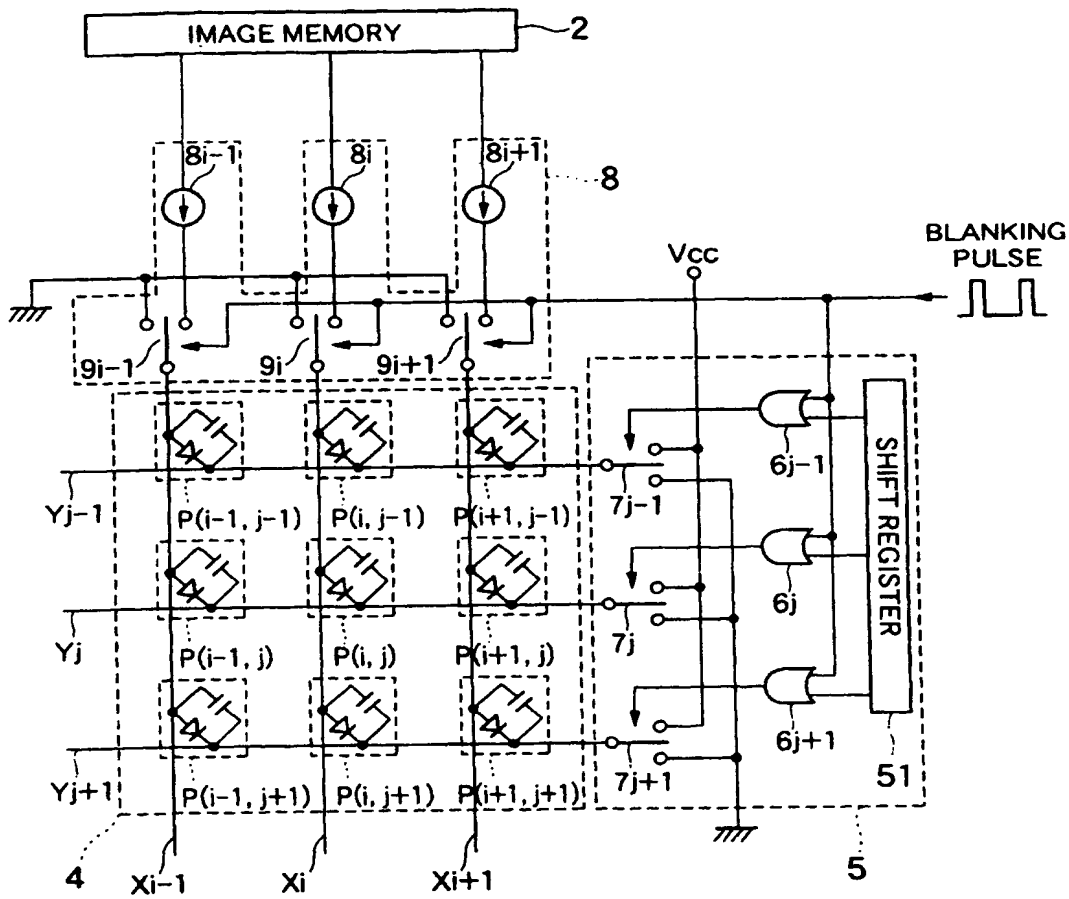 IMAGE MEMORY
2
8i-1
8i
8i+1
8
BLANKING
PULSE
Vcc
9i-1
9i
9i+1
6j-1
Yj-1
P(i-1, j-1)
P(i, j-1)
P(i+1, j-1)
7j-1
SHIFT REGISTER
6j
Yj
P(i-1, j)
P(i, j)
P(i+1, j)
7j
6j+1
Yj+1
P(i-1, j+1)
P(i, j+1)
P(i+1, j+1)
7j+1
51
4
Xi-1
Xi
Xi+1
5